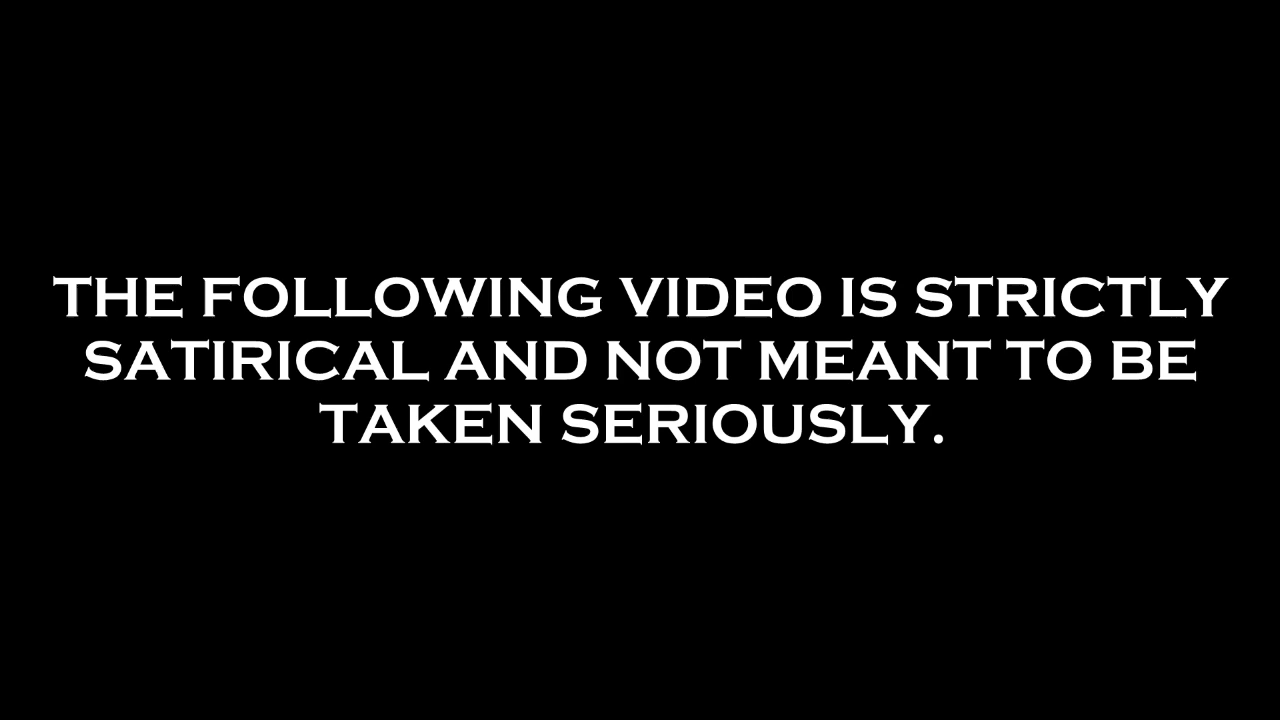 THE FOLLOWING VIDEO IS STRICTLY
SATIRICAL AND NOT MEANT TO BE
TAKEN SERIOUSLY.